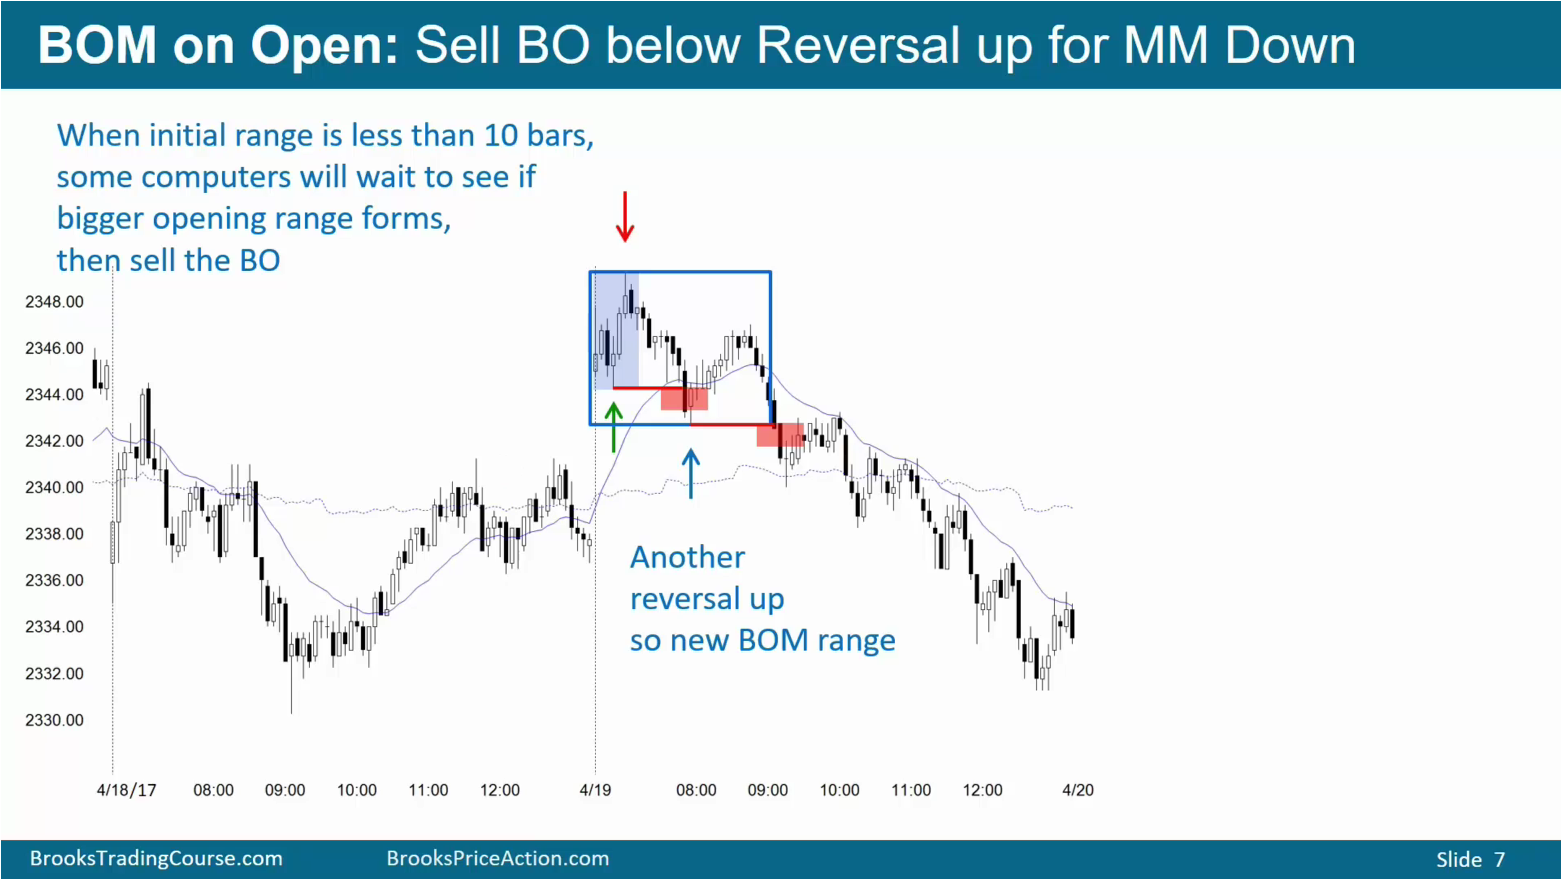 BOM on Open: Sell BO below Reversal up for MM Down
When initial range is less than 10 bars,
some computers will wait to see if
bigger opening range forms,
then sell the BO
2348.00
2346.00
2344.00
2342.00
2340.00
2338.00
2336.00
2334.00
2332.00
2330.00
Another
reversal up
so new BOM range
4/18/17 08:00 09:00 10:00 11:00 12:00 4/19 08:00 09:00 10:00 11:00 12:00 4/20
BrooksTradingCourse.com BrooksPriceAction.com Slide 7